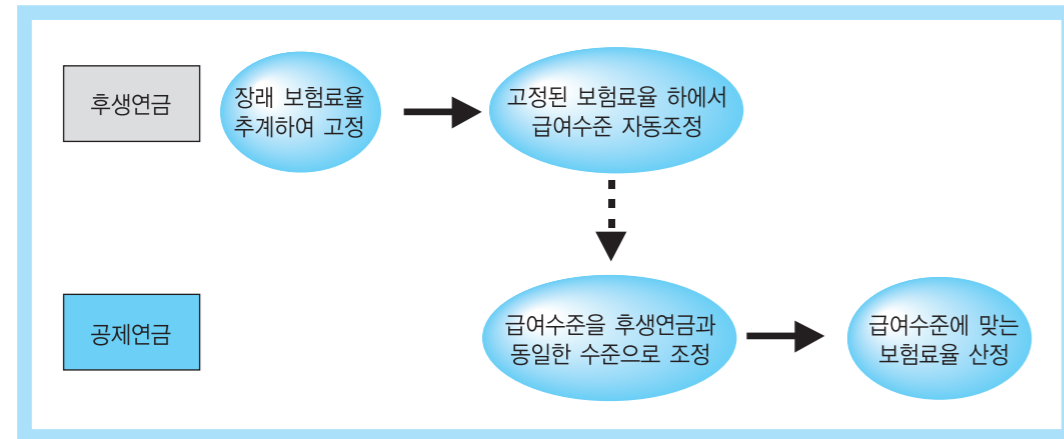 후생연금
장래 보험료율
추계하여 고정
고정된 보험료율 하에서
급여수준 자동조정
공제연금
급여수준을 후생연금과
동일한 수준으로 조정
급여수준에 맞는
보험료율 산정